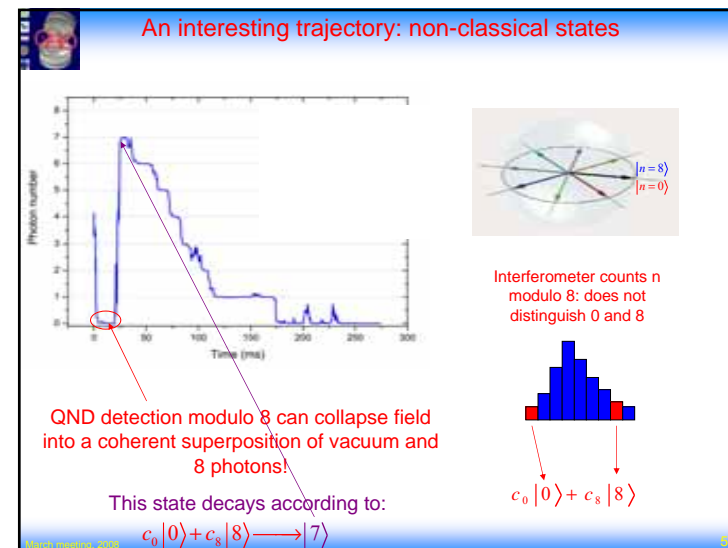 An interesting trajectory: non-classical states
Photon number
8
7
6
5
4
3
2
1
0
0 50 100 150 200 250 300
Time (ms)
|n = 8⟩
|n = 0⟩
Interferometer counts n
modulo 8: does not
distinguish 0 and 8
QND detection modulo 8 can collapse field
into a coherent superposition of vacuum and
8 photons!
c₀|0⟩ + c₈|8⟩
This state decays according to:
c₀|0⟩+c₈|8⟩⟶|7⟩
March meeting, 2008